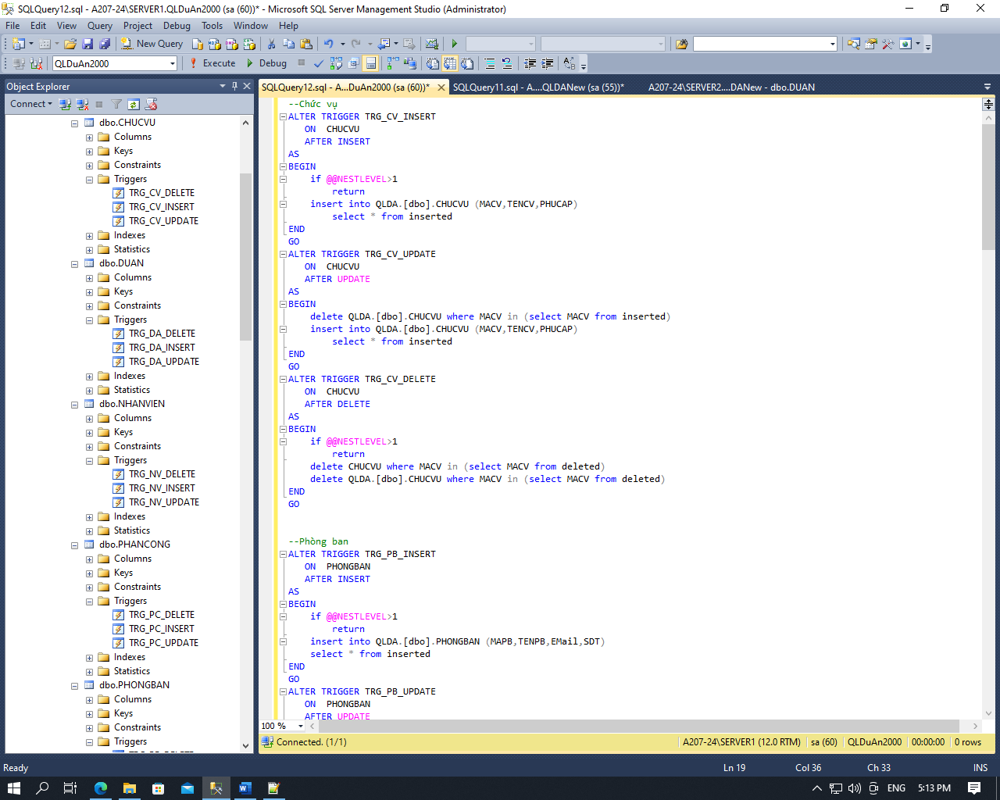 SQLQuery12.sql - A207-24\SERVER1.QLDuAn2000 (sa (60))* - Microsoft SQL Server Management Studio (Administrator)
File Edit View Query Project Debug Tools Window Help
New Query
QLDuAn2000 Execute Debug
Object Explorer
Connect
dbo.CHUCVU
Columns
Keys
Constraints
Triggers
TRG_CV_DELETE
TRG_CV_INSERT
TRG_CV_UPDATE
Indexes
Statistics
dbo.DUAN
Columns
Keys
Constraints
Triggers
TRG_DA_DELETE
TRG_DA_INSERT
TRG_DA_UPDATE
Indexes
Statistics
dbo.NHANVIEN
Columns
Keys
Constraints
Triggers
TRG_NV_DELETE
TRG_NV_INSERT
TRG_NV_UPDATE
Indexes
Statistics
dbo.PHANCONG
Columns
Keys
Constraints
Triggers
TRG_PC_DELETE
TRG_PC_INSERT
TRG_PC_UPDATE
Indexes
Statistics
dbo.PHONGBAN
Columns
Keys
Constraints
Triggers
SQLQuery12.sql - A...DuAn2000 (sa (60))* SQLQuery11.sql - A....QLDANew (sa (55))* A207-24\SERVER2....DANew - dbo.DUAN
--Chức vụ
ALTER TRIGGER TRG_CV_INSERT
ON CHUCVU
AFTER INSERT
AS
BEGIN
if @@NESTLEVEL>1
return
insert into QLDA.[dbo].CHUCVU (MACV,TENCV,PHUCAP)
select * from inserted
END
GO
ALTER TRIGGER TRG_CV_UPDATE
ON CHUCVU
AFTER UPDATE
AS
BEGIN
delete QLDA.[dbo].CHUCVU where MACV in (select MACV from inserted)
insert into QLDA.[dbo].CHUCVU (MACV,TENCV,PHUCAP)
select * from inserted
END
GO
ALTER TRIGGER TRG_CV_DELETE
ON CHUCVU
AFTER DELETE
AS
BEGIN
if @@NESTLEVEL>1
return
delete CHUCVU where MACV in (select MACV from deleted)
delete QLDA.[dbo].CHUCVU where MACV in (select MACV from deleted)
END
GO
--Phòng ban
ALTER TRIGGER TRG_PB_INSERT
ON PHONGBAN
AFTER INSERT
AS
BEGIN
if @@NESTLEVEL>1
return
insert into QLDA.[dbo].PHONGBAN (MAPB,TENPB,EMail,SDT)
select * from inserted
END
GO
ALTER TRIGGER TRG_PB_UPDATE
ON PHONGBAN
AFTER UPDATE
100 %
Connected. (1/1) A207-24\SERVER1 (12.0 RTM) sa (60) QLDuAn2000 00:00:00 0 rows
Ready Ln 19 Col 36 Ch 33 INS
ENG 5:13 PM